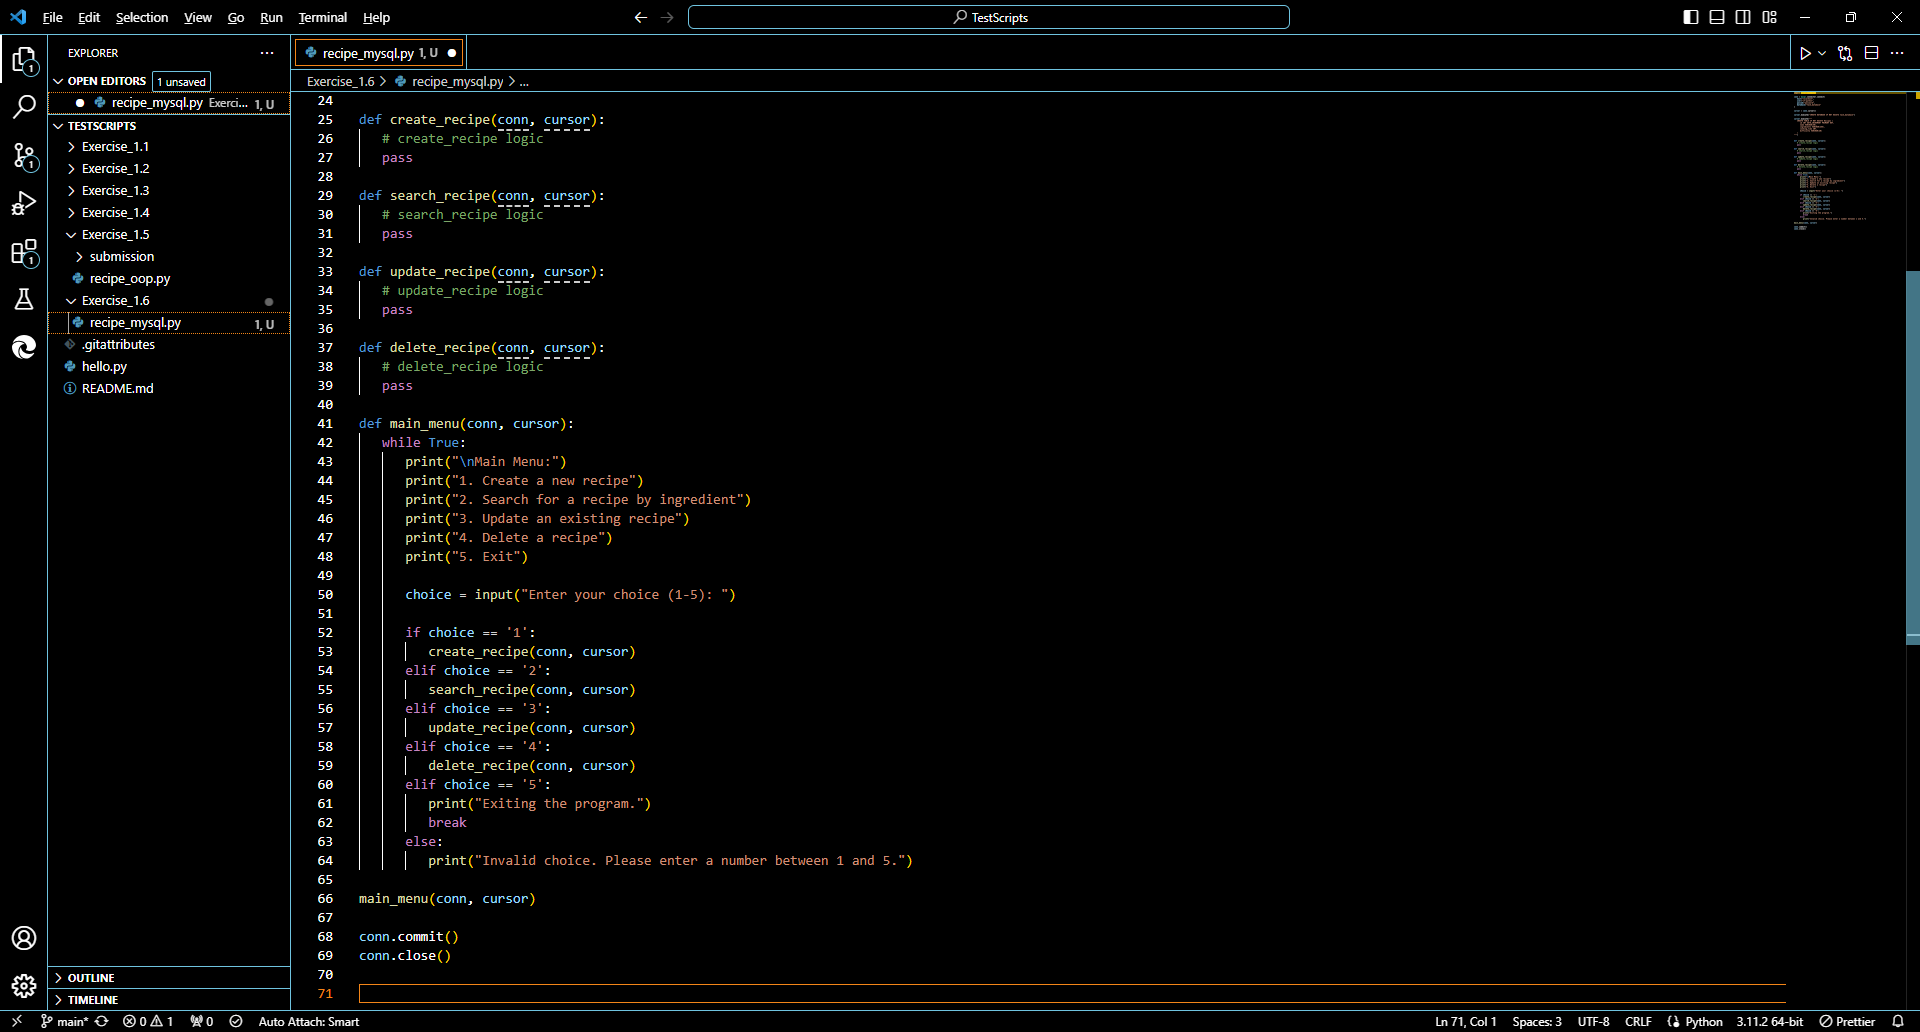 File Edit Selection View Go Run Terminal Help
TestScripts
EXPLORER
OPEN EDITORS 1 unsaved
recipe_mysql.py Exerci... 1, U
TESTSCRIPTS
Exercise_1.1
Exercise_1.2
Exercise_1.3
Exercise_1.4
Exercise_1.5
submission
recipe_oop.py
Exercise_1.6
recipe_mysql.py 1, U
.gitattributes
hello.py
README.md
OUTLINE
TIMELINE
1
1
1
recipe_mysql.py 1, U
Exercise_1.6 > recipe_mysql.py > ...
24
25 def create_recipe(conn, cursor):
26 # create_recipe logic
27 pass
28
29 def search_recipe(conn, cursor):
30 # search_recipe logic
31 pass
32
33 def update_recipe(conn, cursor):
34 # update_recipe logic
35 pass
36
37 def delete_recipe(conn, cursor):
38 # delete_recipe logic
39 pass
40
41 def main_menu(conn, cursor):
42 while True:
43 print("\nMain Menu:")
44 print("1. Create a new recipe")
45 print("2. Search for a recipe by ingredient")
46 print("3. Update an existing recipe")
47 print("4. Delete a recipe")
48 print("5. Exit")
49
50 choice = input("Enter your choice (1-5): ")
51
52 if choice == '1':
53 create_recipe(conn, cursor)
54 elif choice == '2':
55 search_recipe(conn, cursor)
56 elif choice == '3':
57 update_recipe(conn, cursor)
58 elif choice == '4':
59 delete_recipe(conn, cursor)
60 elif choice == '5':
61 print("Exiting the program.")
62 break
63 else:
64 print("Invalid choice. Please enter a number between 1 and 5.")
65
66 main_menu(conn, cursor)
67
68 conn.commit()
69 conn.close()
70
71
main* 0 1 0 Auto Attach: Smart Ln 71, Col 1 Spaces: 3 UTF-8 CRLF Python 3.11.2 64-bit Prettier